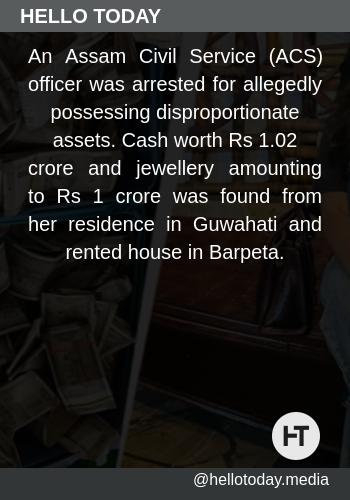 HELLO TODAY
An Assam Civil Service (ACS)
officer was arrested for allegedly
possessing disproportionate
assets. Cash worth Rs 1.02
crore and jewellery amounting
to Rs 1 crore was found from
her residence in Guwahati and
rented house in Barpeta.
HT
@hellotoday.media